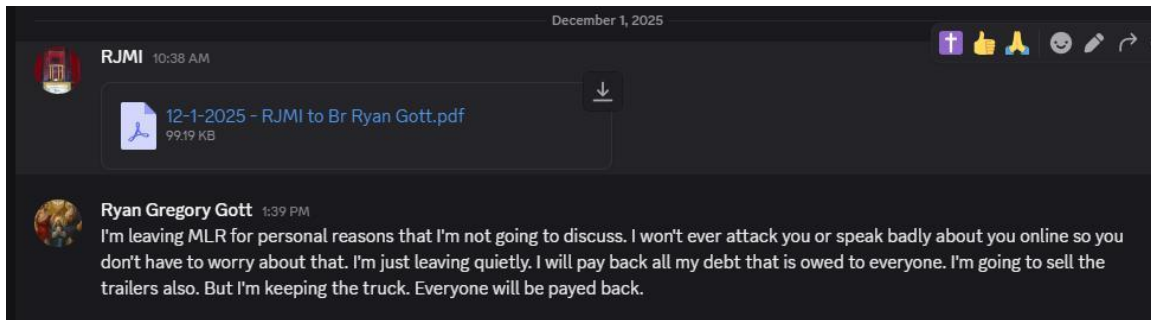 December 1, 2025
RJMI 10:38 AM
12-1-2025 - RJMI to Br Ryan Gott.pdf
99.19 KB
Ryan Gregory Gott 1:39 PM
I'm leaving MLR for personal reasons that I'm not going to discuss. I won't ever attack you or speak badly about you online so you
don't have to worry about that. I'm just leaving quietly. I will pay back all my debt that is owed to everyone. I'm going to sell the
trailers also. But I'm keeping the truck. Everyone will be payed back.